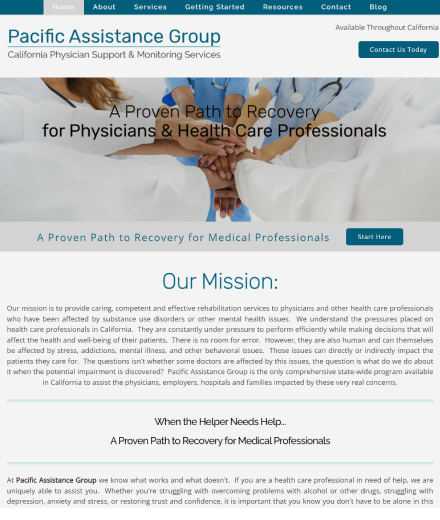 Home About Services Getting Started Resources Contact Blog
Pacific Assistance Group
California Physician Support & Monitoring Services
Available Throughout California
Contact Us Today
A Proven Path to Recovery
for Physicians & Health Care Professionals
A Proven Path to Recovery for Medical Professionals
Start Here
Our Mission:
Our mission is to provide caring, competent and effective rehabilitation services to physicians and other health care professionals
who have been affected by substance use disorders or other mental health issues. We understand the pressures placed on
health care professionals in California. They are constantly under pressure to perform efficiently while making decisions that will
affect the health and well-being of their patients. There is no room for error. However, they are also human and can themselves
be affected by stress, addictions, mental illness, and other behavioral issues. Those issues can directly or indirectly impact the
patients they care for. The questions isn't whether some doctors are affected by this issues, the question is what do we do about
it when the potential impairment is discovered? Pacific Assistance Group is the only comprehensive state-wide program available
in California to assist the physicians, employers, hospitals and families impacted by these very real concerns.
When the Helper Needs Help...
A Proven Path to Recovery for Medical Professionals
At Pacific Assistance Group we know what works and what doesn't. If you are a health care professional in need of help, we are
uniquely able to assist you. Whether you're struggling with overcoming problems with alcohol or other drugs, struggling with
depression, anxiety and stress, or restoring trust and confidence, it is important that you know you don't have to be alone in this